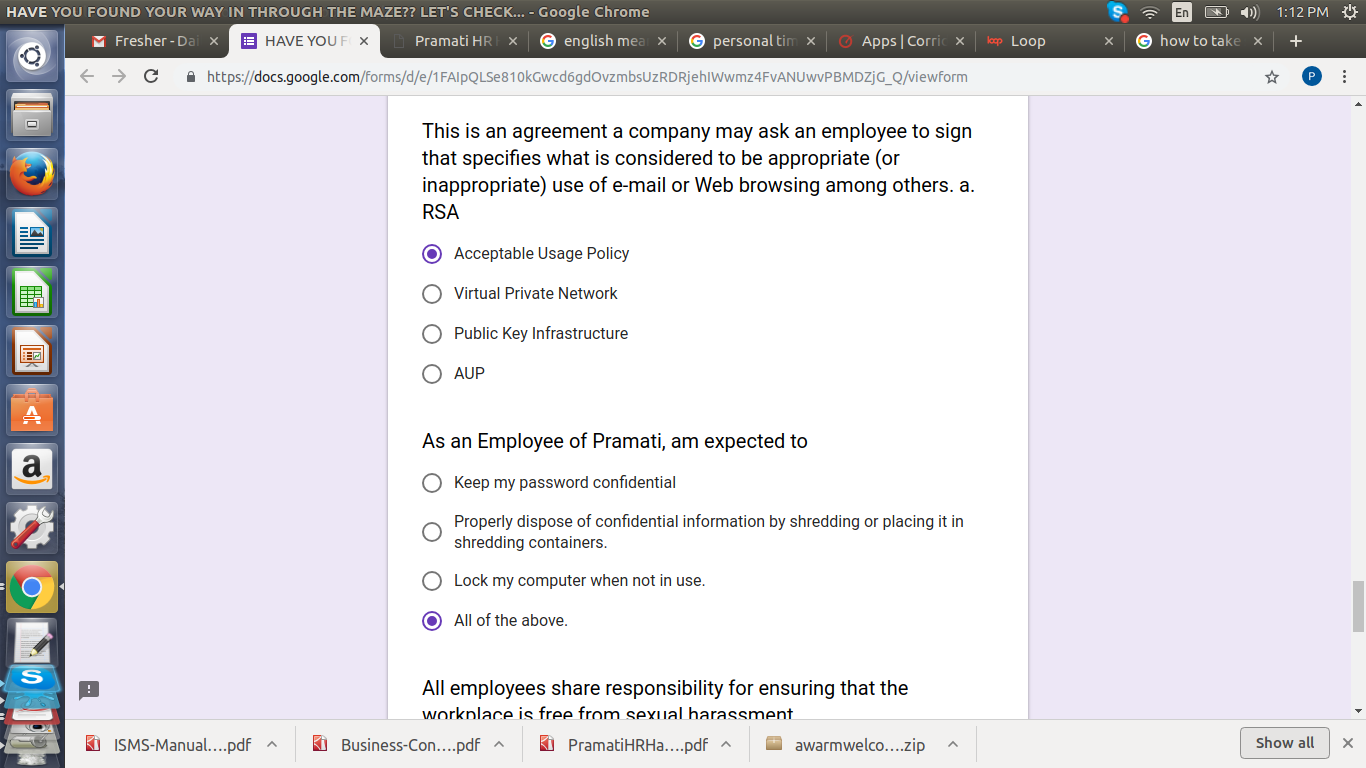 HAVE YOU FOUND YOUR WAY IN THROUGH THE MAZE?? LET'S CHECK... - Google Chrome
En
1:12 PM
Fresher - Dai
HAVE YOU F
Pramati HR
english mea
personal tim
Apps | Corric
loop Loop
how to take
https://docs.google.com/forms/d/e/1FAIpQLSe810kGwcd6gdOvzmbsUzRDRjehIWwmz4FvANUwvPBMDZjG_Q/viewform
P
This is an agreement a company may ask an employee to sign
that specifies what is considered to be appropriate (or
inappropriate) use of e-mail or Web browsing among others. a.
RSA
Acceptable Usage Policy
Virtual Private Network
Public Key Infrastructure
AUP
As an Employee of Pramati, am expected to
Keep my password confidential
Properly dispose of confidential information by shredding or placing it in
shredding containers.
Lock my computer when not in use.
All of the above.
All employees share responsibility for ensuring that the
workplace is free from sexual harassment.
ISMS-Manual....pdf
Business-Con....pdf
PramatiHRHa....pdf
awarmwelco....zip
Show all